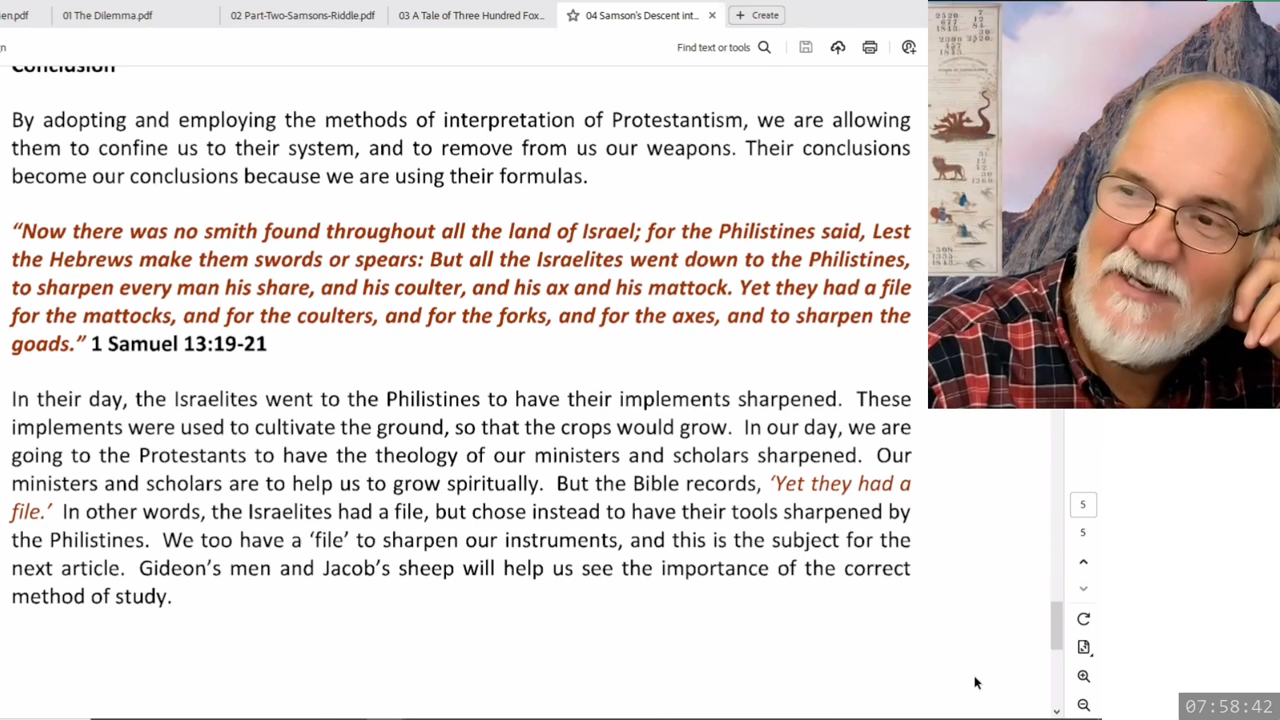 ien.pdf
01 The Dilemma.pdf
02 Part-Two-Samsons-Riddle.pdf
03 A Tale of Three Hundred Fox...
04 Samson's Descent int...
Create
n
Find text or tools
Conclusion
By adopting and employing the methods of interpretation of Protestantism, we are allowing
them to confine us to their system, and to remove from us our weapons. Their conclusions
become our conclusions because we are using their formulas.
“Now there was no smith found throughout all the land of Israel; for the Philistines said, Lest
the Hebrews make them swords or spears: But all the Israelites went down to the Philistines,
to sharpen every man his share, and his coulter, and his ax and his mattock. Yet they had a file
for the mattocks, and for the coulters, and for the forks, and for the axes, and to sharpen the
goads.” 1 Samuel 13:19-21
In their day, the Israelites went to the Philistines to have their implements sharpened. These
implements were used to cultivate the ground, so that the crops would grow. In our day, we are
going to the Protestants to have the theology of our ministers and scholars sharpened. Our
ministers and scholars are to help us to grow spiritually. But the Bible records, ‘Yet they had a
file.’ In other words, the Israelites had a file, but chose instead to have their tools sharpened by
the Philistines. We too have a ‘file’ to sharpen our instruments, and this is the subject for the
next article. Gideon’s men and Jacob’s sheep will help us see the importance of the correct
method of study.
5
5
07:58:42